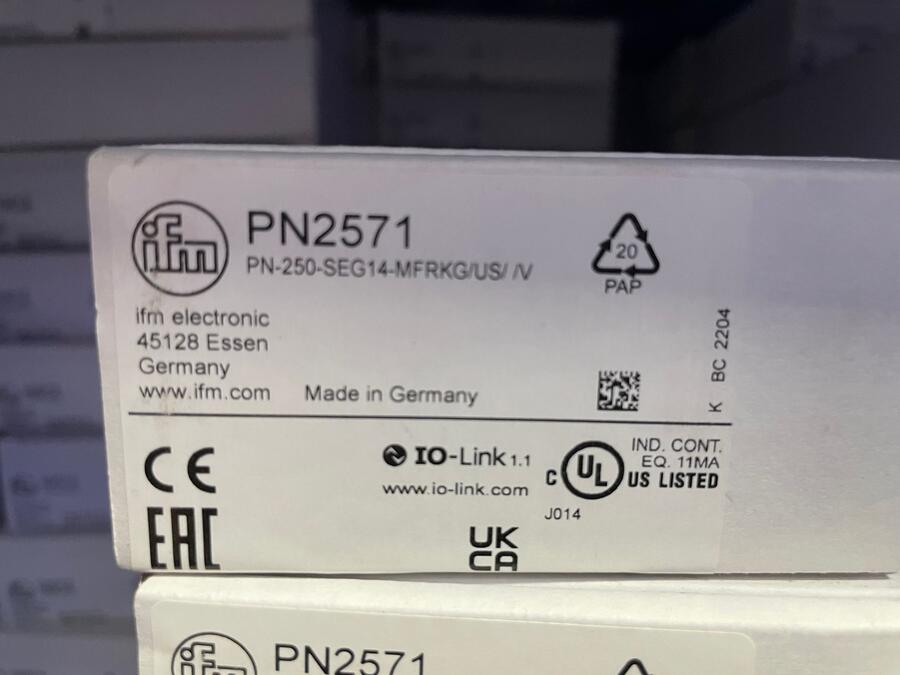 ifm
PN2571
PN-250-SEG14-MFRKG/US/ /V
20
PAP
ifm electronic
45128 Essen
Germany
www.ifm.com
Made in Germany
K BC 2204
CE
EAC
IO-Link 1.1
www.io-link.com
C UL US LISTED
IND. CONT.
EQ. 11MA
J014
UK
CA
ifm
PN2571